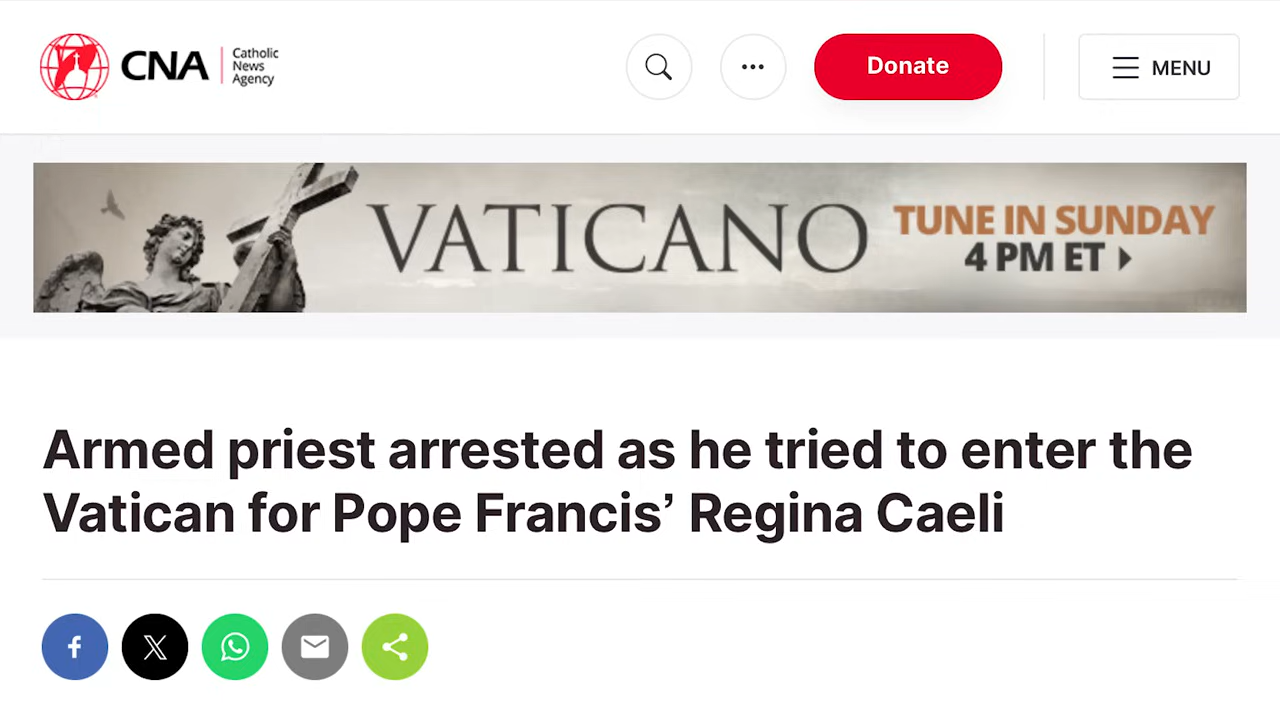 CNA
Catholic
News
Agency
Donate
MENU
VATICANO
TUNE IN SUNDAY
4 PM ET
Armed priest arrested as he tried to enter the
Vatican for Pope Francis’ Regina Caeli